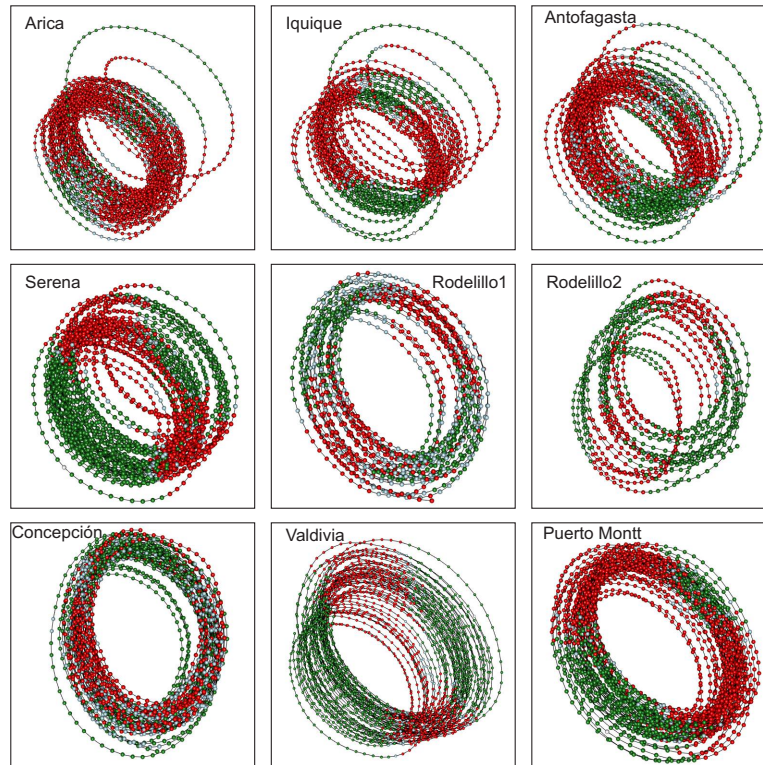 Arica
Iquique
Antofagasta
Serena
Rodelillo1
Rodelillo2
Concepción
Valdivia
Puerto Montt